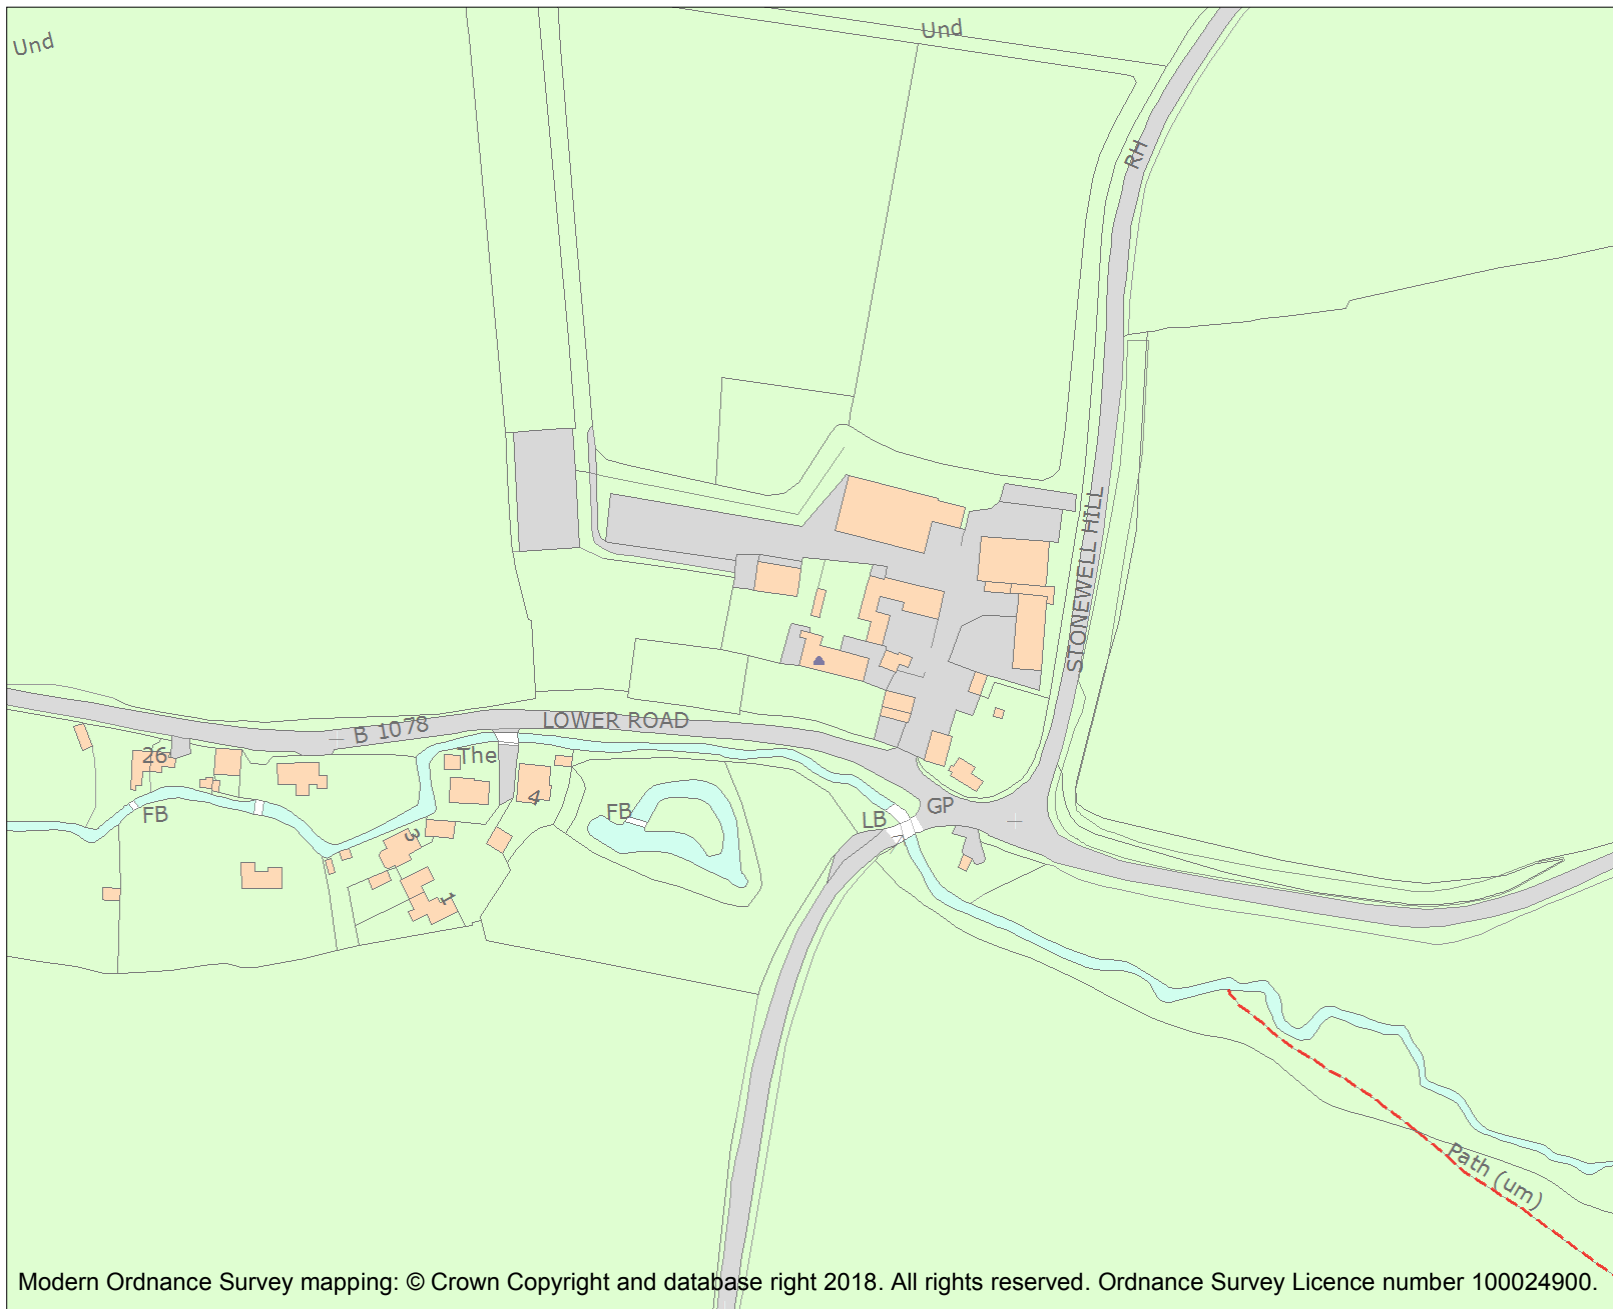 Und
Und
RH
STONEWELL HILL
LOWER ROAD
B 1078
26
The
4
FB
FB
GP
LB
3
1
Path (um)
Modern Ordnance Survey mapping: © Crown Copyright and database right 2018. All rights reserved. Ordnance Survey Licence number 100024900.